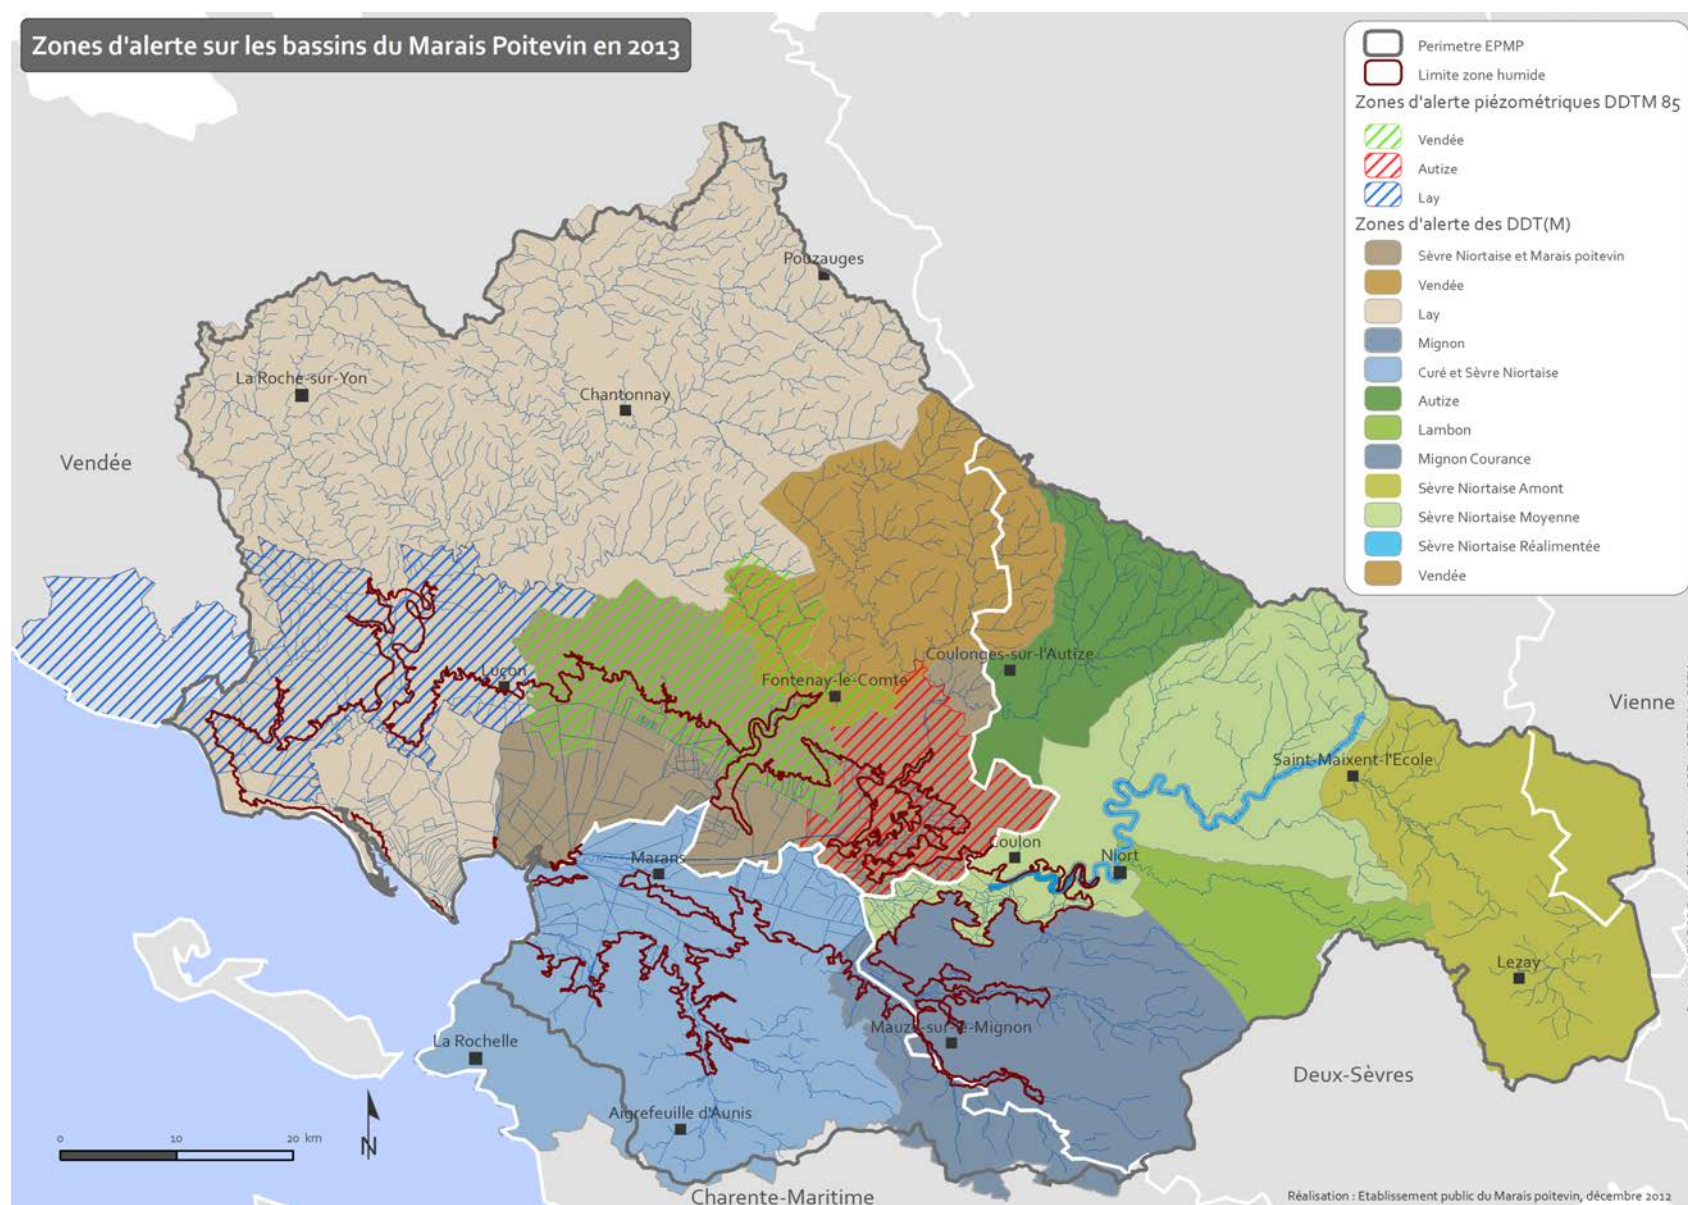 Zones d'alerte sur les bassins du Marais Poitevin en 2013
Perimetre EPMP
Limite zone humide
Zones d'alerte piézométriques DDTM 85
Vendée
Autize
Lay
Zones d'alerte des DDT(M)
Sèvre Niortaise et Marais poitevin
Vendée
Lay
Mignon
Curé et Sèvre Niortaise
Autize
Lambon
Mignon Courance
Sèvre Niortaise Amont
Sèvre Niortaise Moyenne
Sèvre Niortaise Réalimentée
Vendée
Pouzauges
La Roche-sur-Yon
Chantonnay
Vendée
Coulonges-sur-l'Autize
Luçon
Fontenay-le-Comte
Vienne
Saint-Maixent-l'Ecole
Coulon
Niort
Marans
Lezay
Mauzé-sur-le-Mignon
La Rochelle
Deux-Sèvres
Aigrefeuille d'Aunis
0 10 20 km
N
Charente-Maritime
Réalisation : Etablissement public du Marais poitevin, décembre 2012